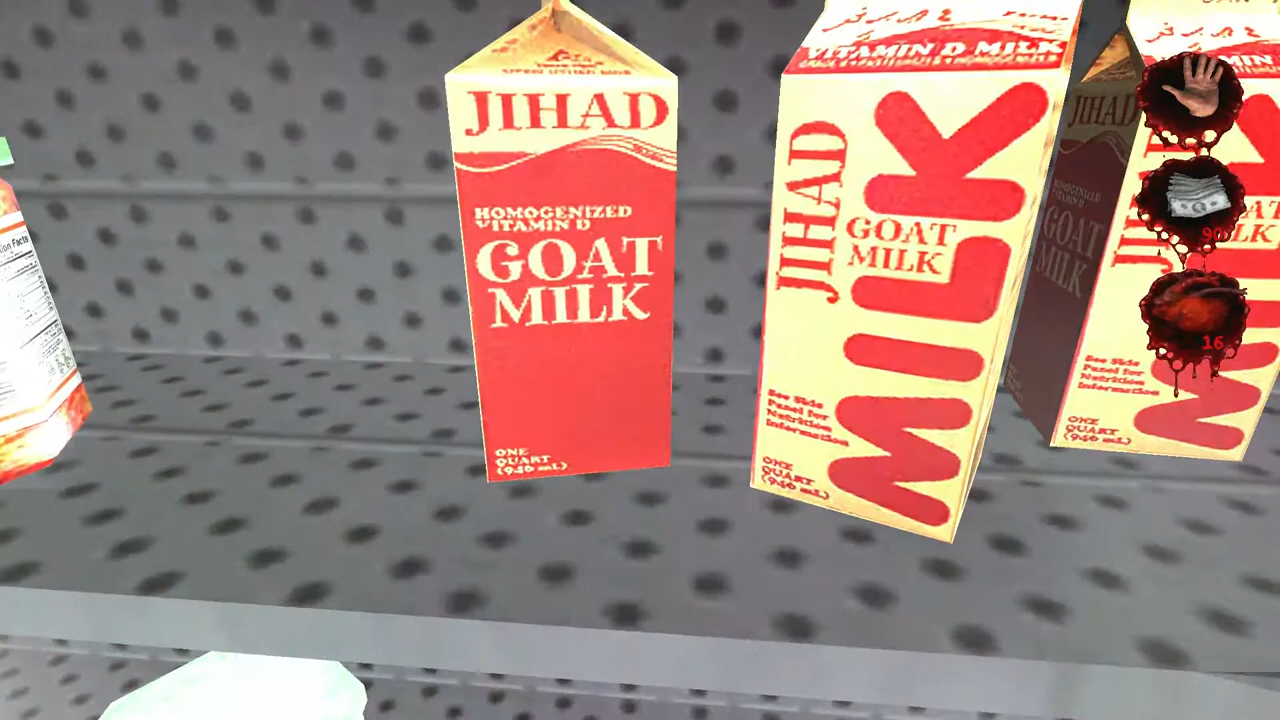 JIHAD
HOMOGENIZED
VITAMIN D
GOAT
MILK
ONE
QUART
(946 mL)
VITAMIN D MILK
JIHAD
GOAT
MILK
MILK
See Side
Panel for
Nutrition
Information
ONE
QUART
(946 mL)
JIHAD
HOMOGENIZED
VITAMIN D
GOAT
MILK
See Side
Panel for
Nutrition
Information
ONE
QUART
(946 mL)
90
16